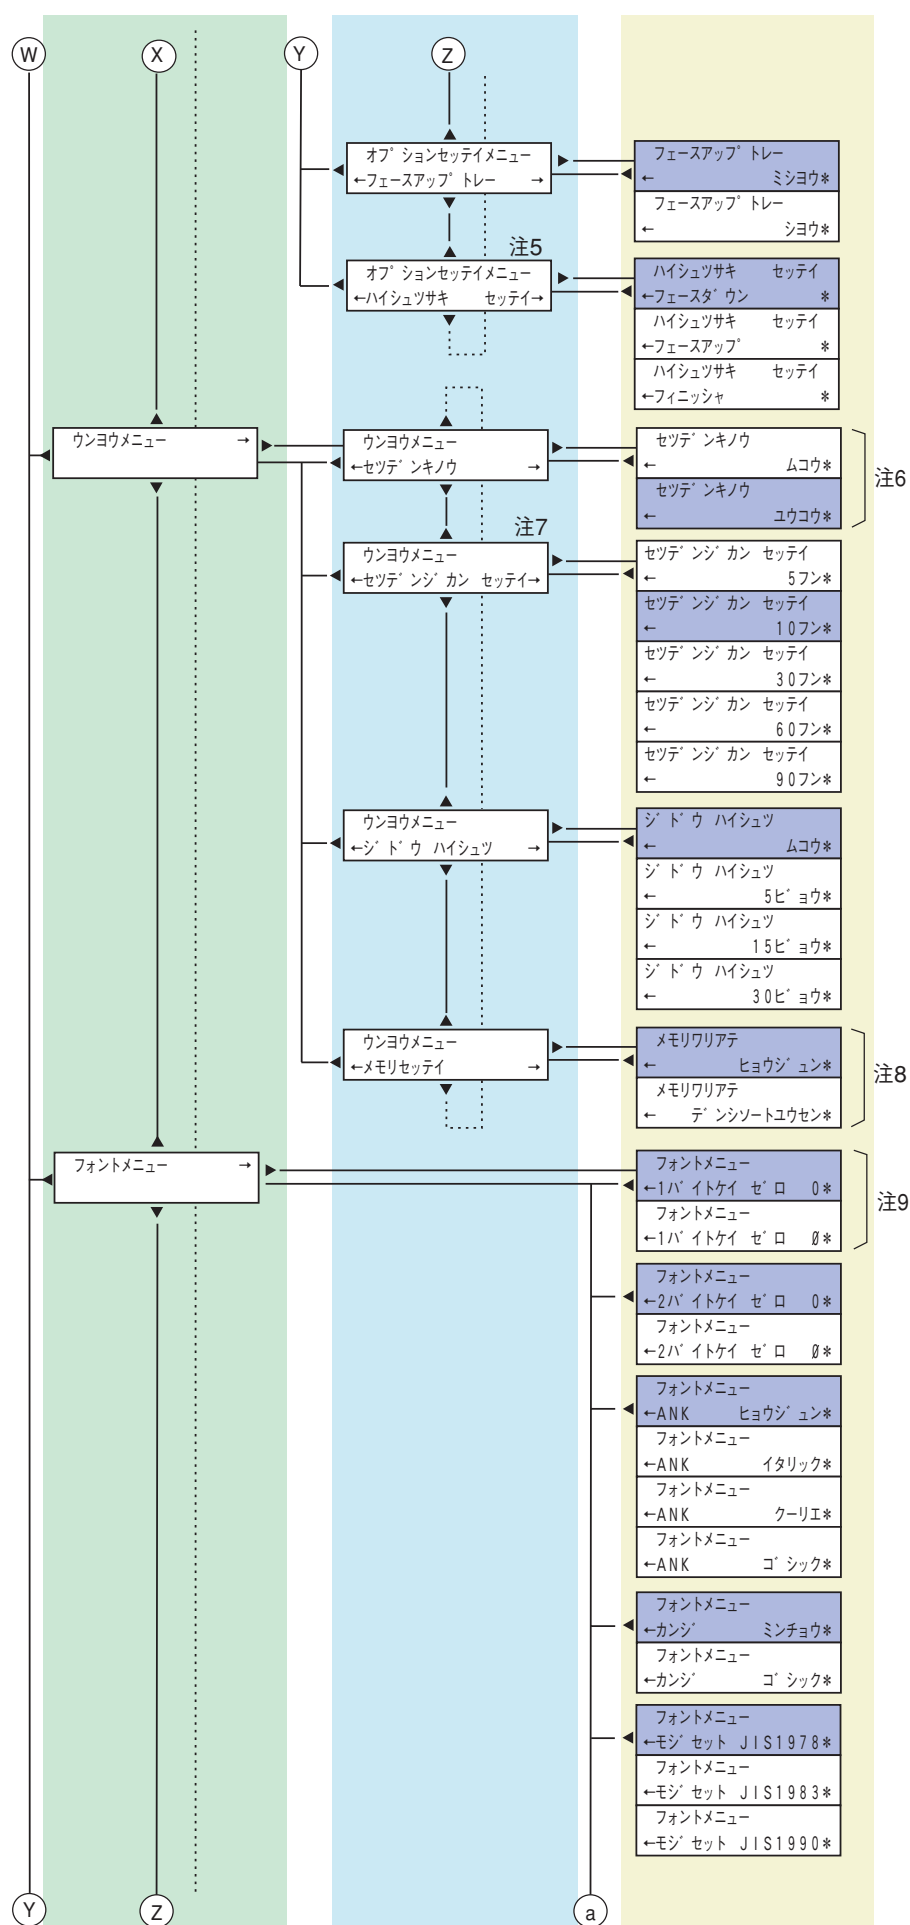 W
X
Y
Z
オプションセッテイメニュー
←フェースアップトレー →
フェースアップトレー
← ミシヨウ*
フェースアップトレー
← シヨウ*
注5
オプションセッテイメニュー
←ハイシュツサキ セッテイ→
ハイシュツサキ セッテイ
←フェースダウン *
ハイシュツサキ セッテイ
←フェースアップ *
ハイシュツサキ セッテイ
←フィニッシャ *
ウンヨウメニュー →
ウンヨウメニュー
←セツデンキノウ →
セツデンキノウ
← ムコウ*
セツデンキノウ
← ユウコウ*
注6
注7
ウンヨウメニュー
←セツデンジカン セッテイ→
セツデンジカン セッテイ
← 5フン*
セツデンジカン セッテイ
← 10フン*
セツデンジカン セッテイ
← 30フン*
セツデンジカン セッテイ
← 60フン*
セツデンジカン セッテイ
← 90フン*
ウンヨウメニュー
←ジドウ ハイシュツ →
ジドウ ハイシュツ
← ムコウ*
ジドウ ハイシュツ
← 5ビョウ*
ジドウ ハイシュツ
← 15ビョウ*
ジドウ ハイシュツ
← 30ビョウ*
ウンヨウメニュー
←メモリセッテイ →
メモリワリアテ
← ヒョウジュン*
メモリワリアテ
← デンシソートユウセン*
注8
フォントメニュー →
フォントメニュー
←1バイトケイ ゼロ 0*
フォントメニュー
←1バイトケイ ゼロ Ø*
注9
フォントメニュー
←2バイトケイ ゼロ 0*
フォントメニュー
←2バイトケイ ゼロ Ø*
フォントメニュー
←ANK ヒョウジュン*
フォントメニュー
←ANK イタリック*
フォントメニュー
←ANK クーリエ*
フォントメニュー
←ANK ゴシック*
フォントメニュー
←カンジ ミンチョウ*
フォントメニュー
←カンジ ゴシック*
フォントメニュー
←モジセット JIS1978*
フォントメニュー
←モジセット JIS1983*
フォントメニュー
←モジセット JIS1990*
Y
Z
a